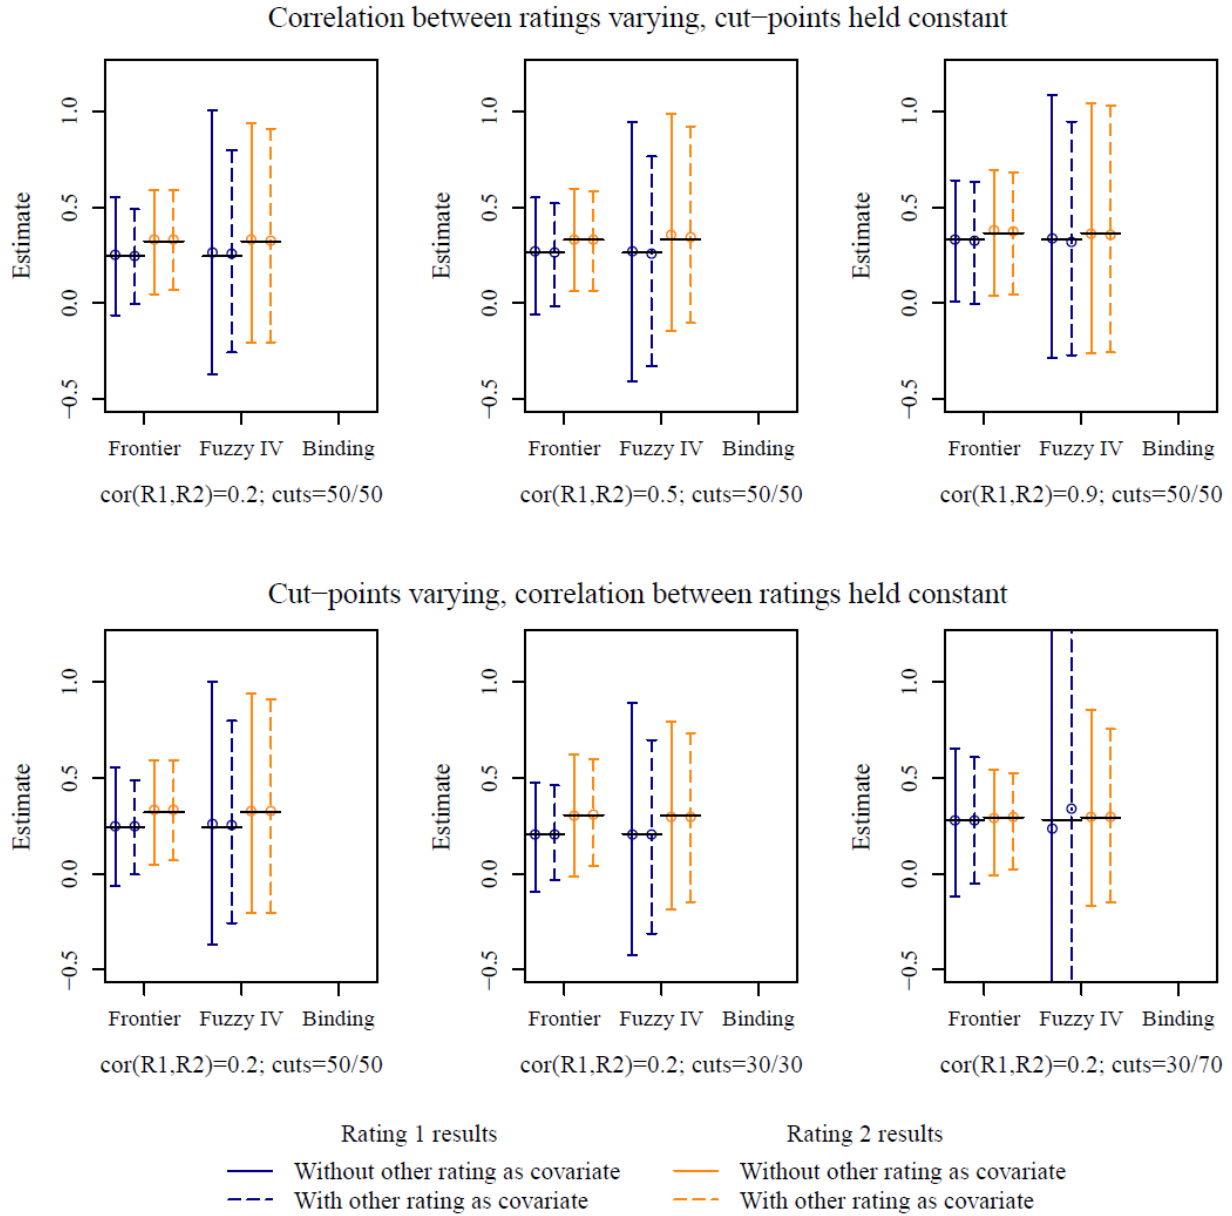 Correlation between ratings varying, cut−points held constant
Estimate
1.0
0.5
0.0
−0.5
Frontier Fuzzy IV Binding
cor(R1,R2)=0.2; cuts=50/50
Estimate
1.0
0.5
0.0
−0.5
Frontier Fuzzy IV Binding
cor(R1,R2)=0.5; cuts=50/50
Estimate
1.0
0.5
0.0
−0.5
Frontier Fuzzy IV Binding
cor(R1,R2)=0.9; cuts=50/50
Cut−points varying, correlation between ratings held constant
Estimate
1.0
0.5
0.0
−0.5
Frontier Fuzzy IV Binding
cor(R1,R2)=0.2; cuts=50/50
Estimate
1.0
0.5
0.0
−0.5
Frontier Fuzzy IV Binding
cor(R1,R2)=0.2; cuts=30/30
Estimate
1.0
0.5
0.0
−0.5
Frontier Fuzzy IV Binding
cor(R1,R2)=0.2; cuts=30/70
Rating 1 results
Without other rating as covariate
With other rating as covariate
Rating 2 results
Without other rating as covariate
With other rating as covariate